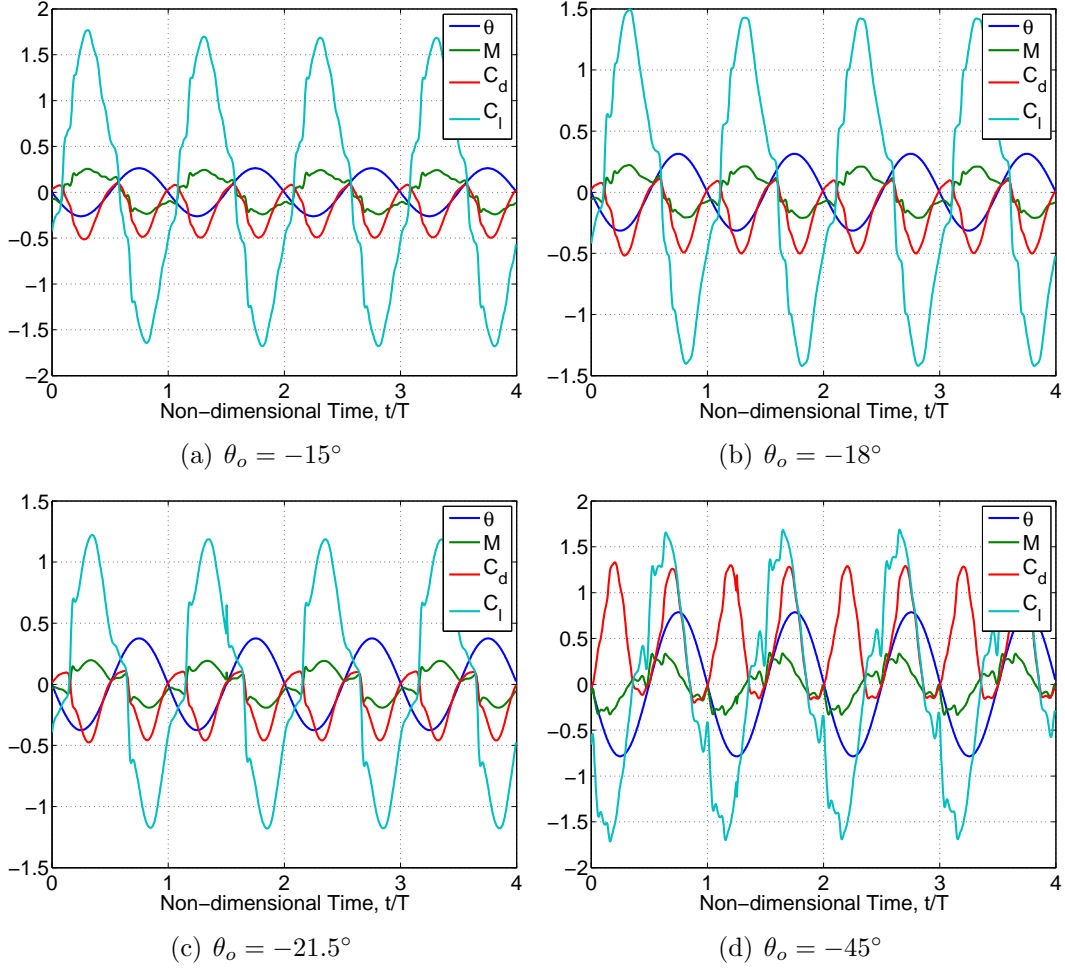 2
1.5
1
0.5
0
−0.5
−1
−1.5
−2
0 1 2 3 4
Non−dimensional Time, t/T
θ
M
C_d
C_l
(a) θ_o = −15°
1.5
1
0.5
0
−0.5
−1
−1.5
0 1 2 3 4
Non−dimensional Time, t/T
θ
M
C_d
C_l
(b) θ_o = −18°
1.5
1
0.5
0
−0.5
−1
−1.5
0 1 2 3 4
Non−dimensional Time, t/T
θ
M
C_d
C_l
(c) θ_o = −21.5°
2
1.5
1
0.5
0
−0.5
−1
−1.5
−2
0 1 2 3 4
Non−dimensional Time, t/T
θ
M
C_d
C_l
(d) θ_o = −45°